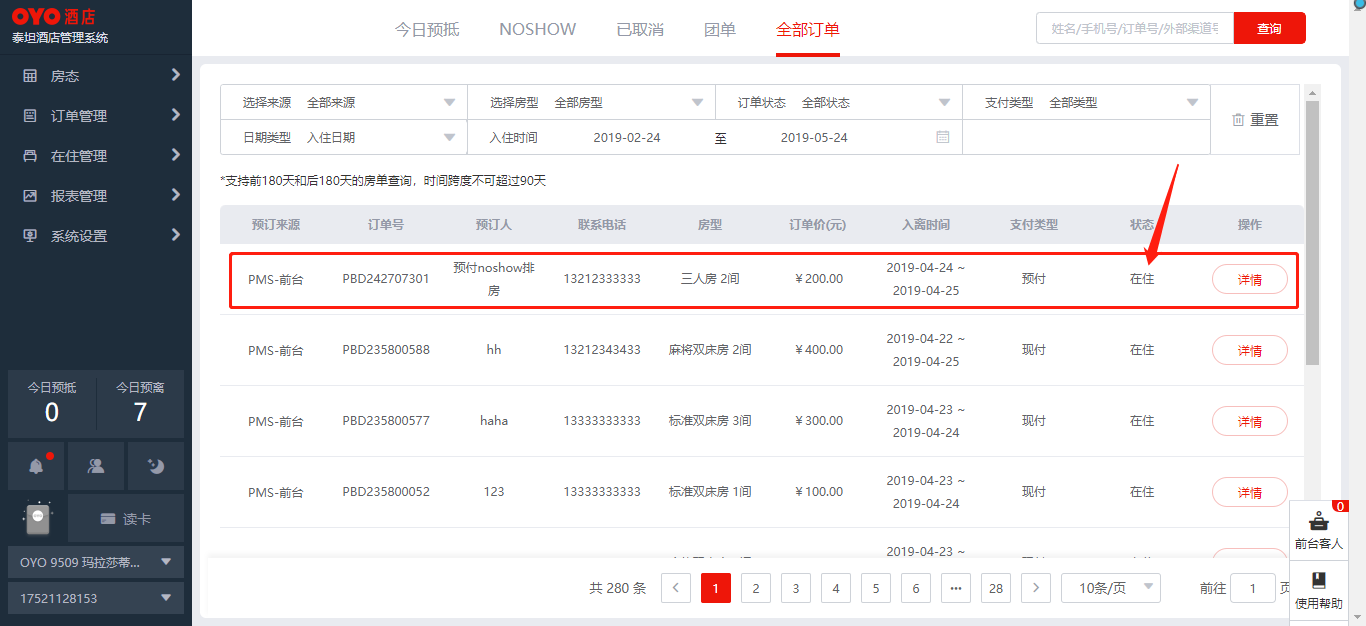 OYO 酒店
泰坦酒店管理系统
房态
订单管理
在住管理
报表管理
系统设置
今日预抵 今日预离
0 7
读卡
OYO 9509 玛拉莎蒂...
17521128153
今日预抵 NOSHOW 已取消 团单 全部订单
姓名/手机号/订单号/外部渠道号 查询
选择来源 全部来源 选择房型 全部房型 订单状态 全部状态 支付类型 全部类型
日期类型 入住日期 入住时间 2019-02-24 至 2019-05-24
重置
*支持前180天和后180天的房单查询，时间跨度不可超过90天
预订来源 订单号 预订人 联系电话 房型 订单价(元) 入离时间 支付类型 状态 操作
PMS-前台 PBD242707301 预付noshow排房 13212333333 三人房 2间 ￥200.00 2019-04-24 ~ 2019-04-25 预付 在住 详情
PMS-前台 PBD235800588 hh 13212343433 麻将双床房 2间 ￥400.00 2019-04-22 ~ 2019-04-25 现付 在住 详情
PMS-前台 PBD235800577 haha 13333333333 标准双床房 3间 ￥300.00 2019-04-23 ~ 2019-04-24 现付 在住 详情
PMS-前台 PBD235800052 123 13333333333 标准双床房 1间 ￥100.00 2019-04-23 ~ 2019-04-24 现付 在住 详情
2019-04-23 ~
共 280 条 1 2 3 4 5 6 ••• 28 10条/页 前往 1
0
前台客人
使用帮助